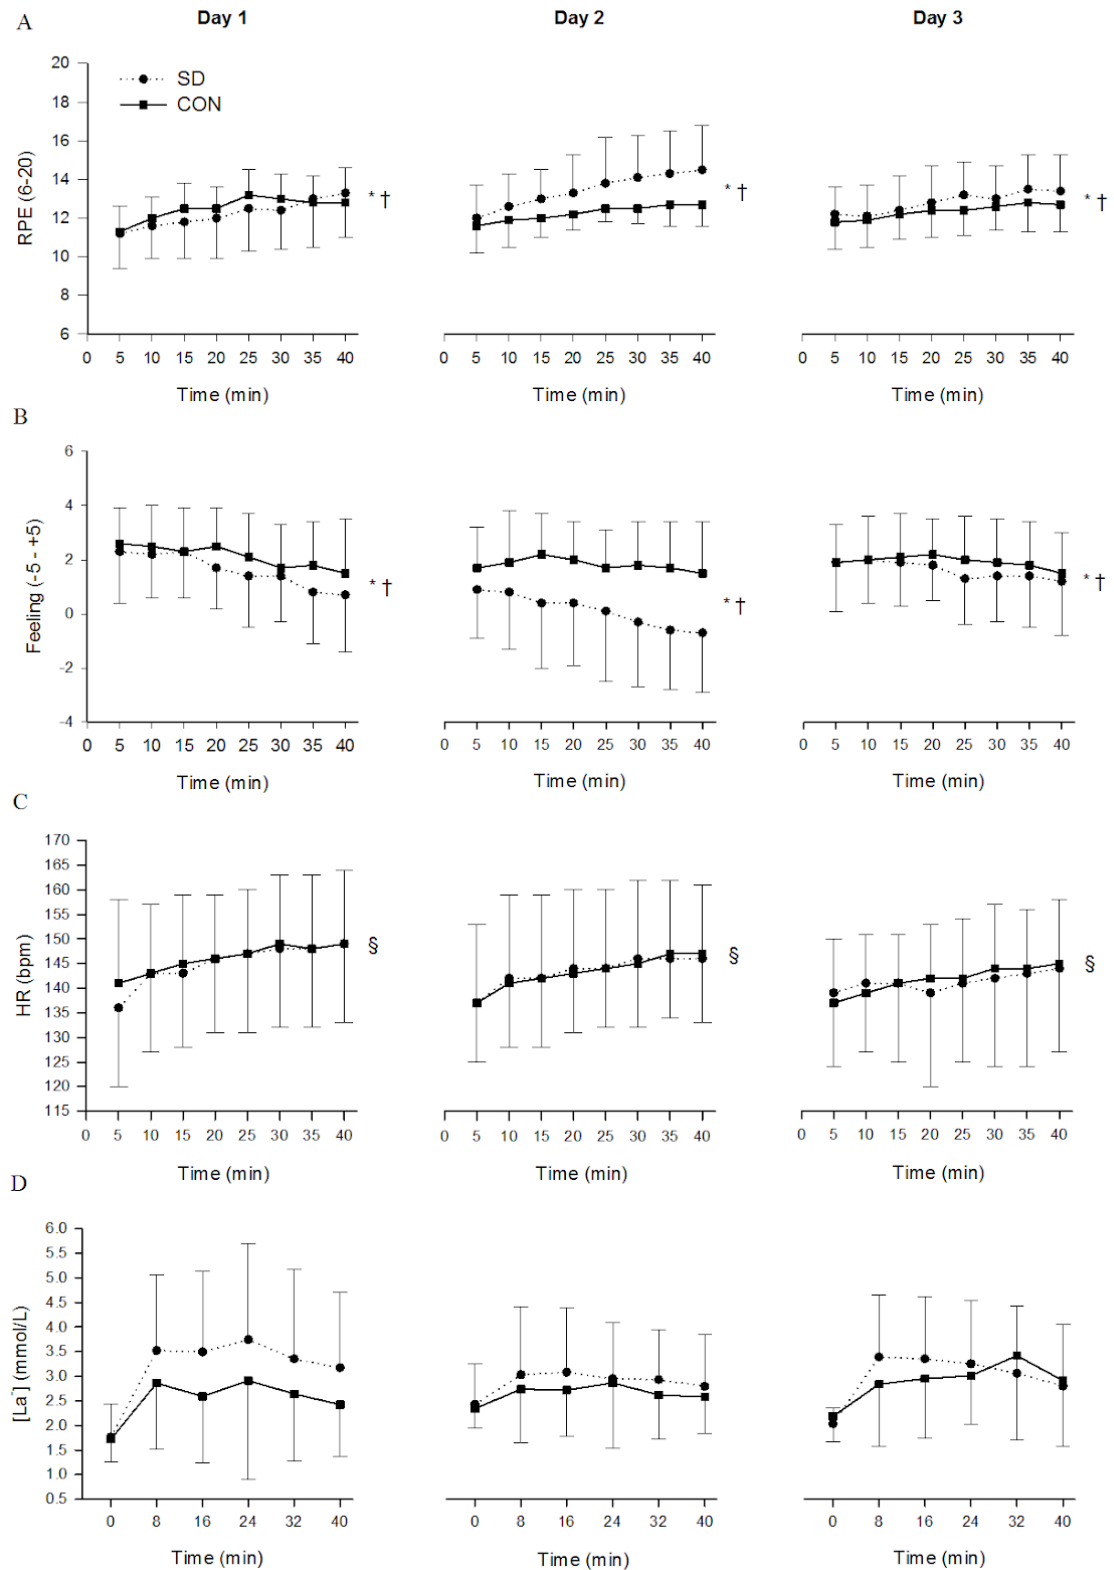 A
Day 1 Day 2 Day 3
SD
CON
RPE (6-20)
20
18
16
14
12
10
8
6
* †
* †
* †
0 5 10 15 20 25 30 35 40
0 5 10 15 20 25 30 35 40
0 5 10 15 20 25 30 35 40
Time (min) Time (min) Time (min)
B
Feeling (-5 - +5)
6
4
2
0
-2
-4
* †
* †
* †
0 5 10 15 20 25 30 35 40
0 5 10 15 20 25 30 35 40
0 5 10 15 20 25 30 35 40
Time (min) Time (min) Time (min)
C
HR (bpm)
170
165
160
155
150
145
140
135
130
125
120
115
§
§
§
0 5 10 15 20 25 30 35 40
0 5 10 15 20 25 30 35 40
0 5 10 15 20 25 30 35 40
Time (min) Time (min) Time (min)
D
[La-] (mmol/L)
6.0
5.5
5.0
4.5
4.0
3.5
3.0
2.5
2.0
1.5
1.0
0.5
0 8 16 24 32 40
0 8 16 24 32 40
0 8 16 24 32 40
Time (min) Time (min) Time (min)